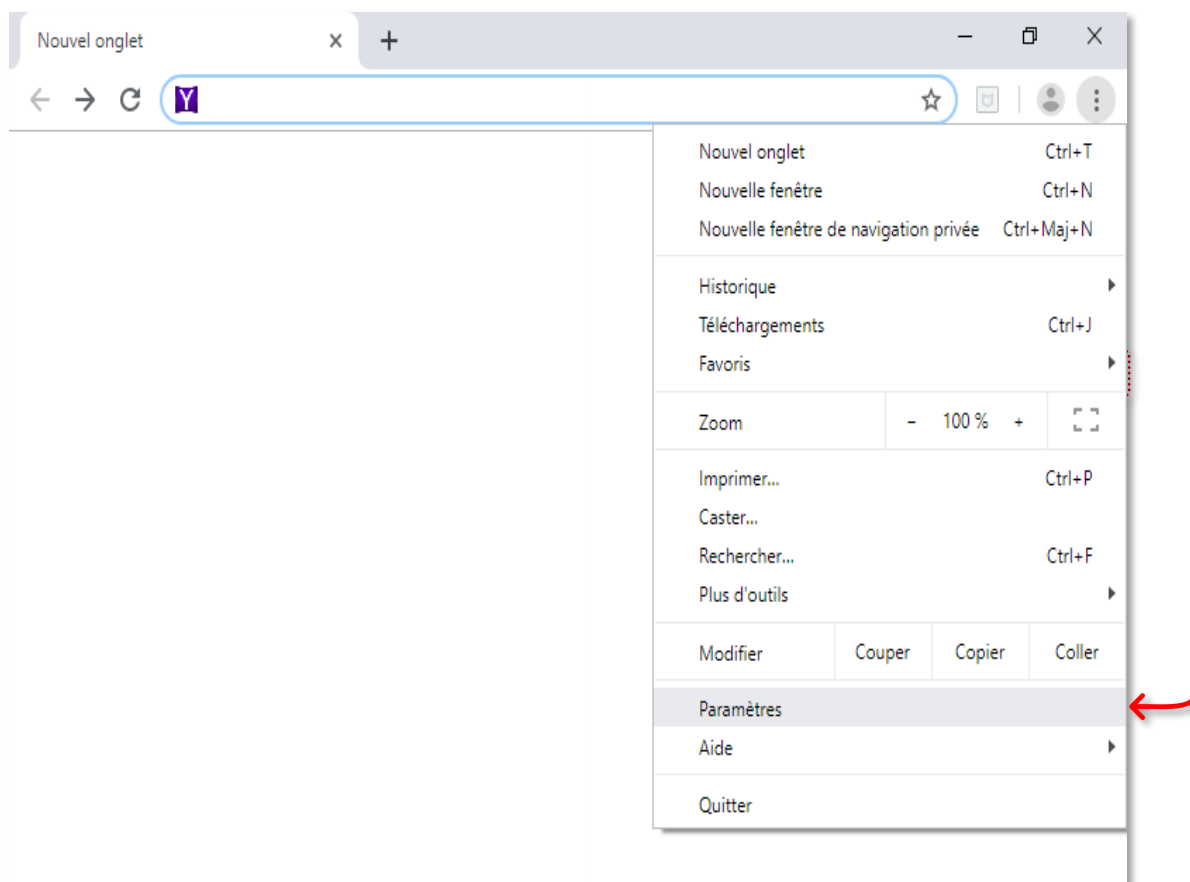 Nouvel onglet
Y
Nouvel onglet Ctrl+T
Nouvelle fenêtre Ctrl+N
Nouvelle fenêtre de navigation privée Ctrl+Maj+N
Historique
Téléchargements Ctrl+J
Favoris
Zoom - 100 % +
Imprimer... Ctrl+P
Caster...
Rechercher... Ctrl+F
Plus d'outils
Modifier Couper Copier Coller
Paramètres
Aide
Quitter